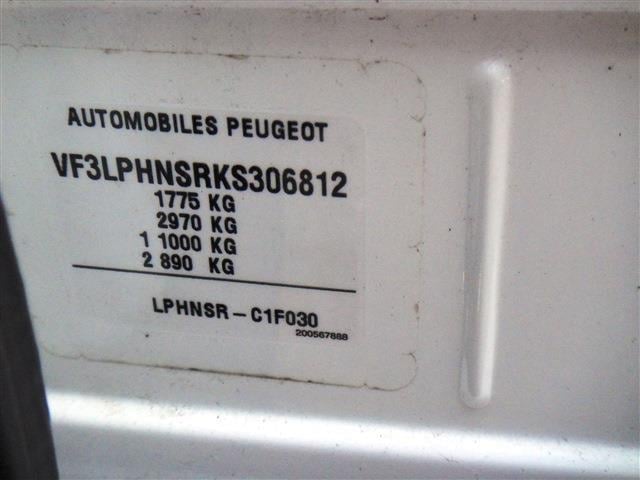 AUTOMOBILES PEUGEOT
VF3LPHNSRKS306812
1775 KG
2970 KG
1 1000 KG
2 890 KG
LPHNSR – C1F030
200567888